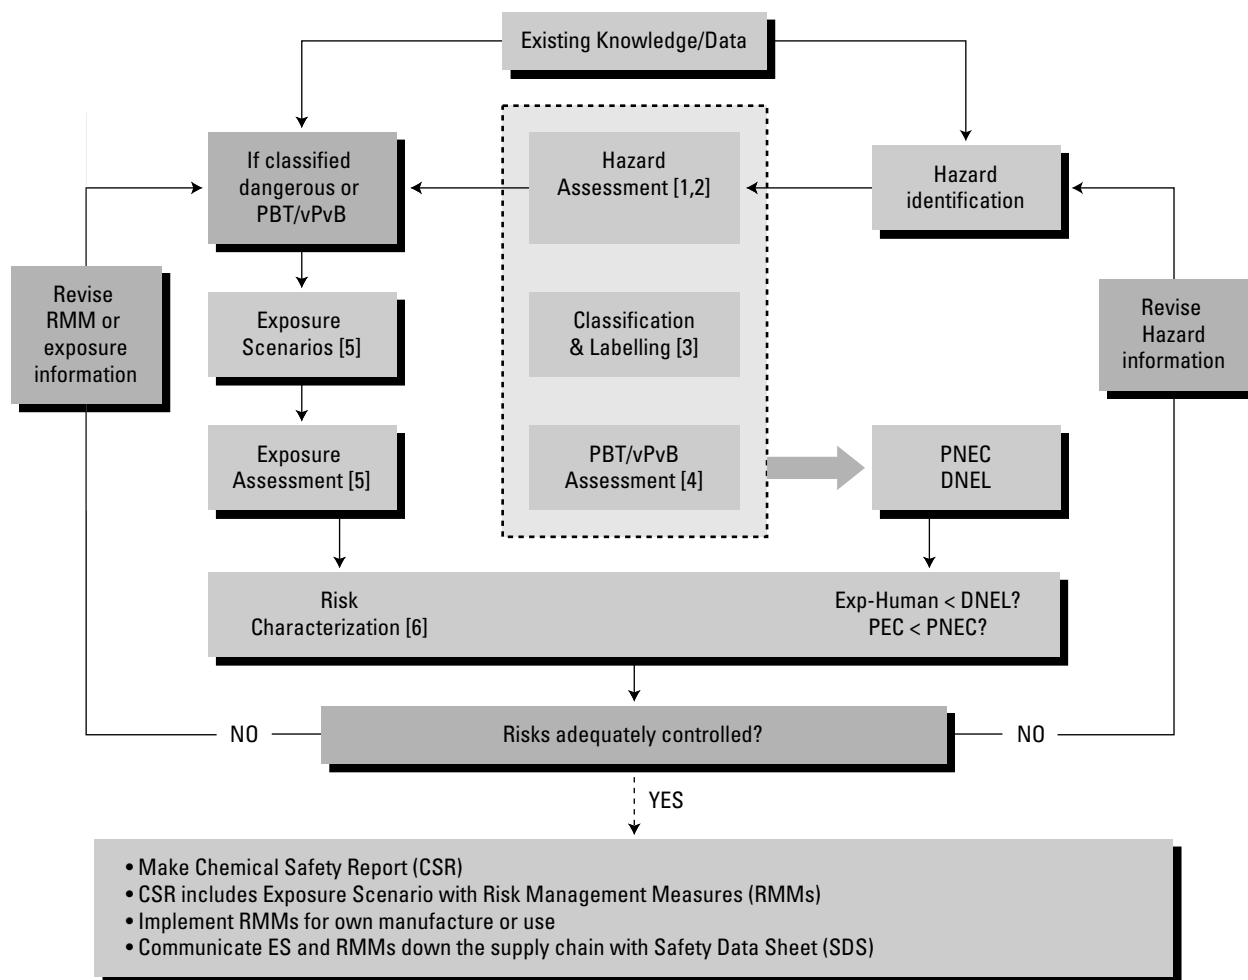 Existing Knowledge/Data
If classified
dangerous or
PBT/vPvB
Hazard
Assessment [1,2]
Hazard
identification
Revise
RMM or
exposure
information
Exposure
Scenarios [5]
Classification
& Labelling [3]
Revise
Hazard
information
Exposure
Assessment [5]
PBT/vPvB
Assessment [4]
PNEC
DNEL
Risk
Characterization [6]
Exp-Human < DNEL?
PEC < PNEC?
NO
Risks adequately controlled?
NO
YES
• Make Chemical Safety Report (CSR)
• CSR includes Exposure Scenario with Risk Management Measures (RMMs)
• Implement RMMs for own manufacture or use
• Communicate ES and RMMs down the supply chain with Safety Data Sheet (SDS)